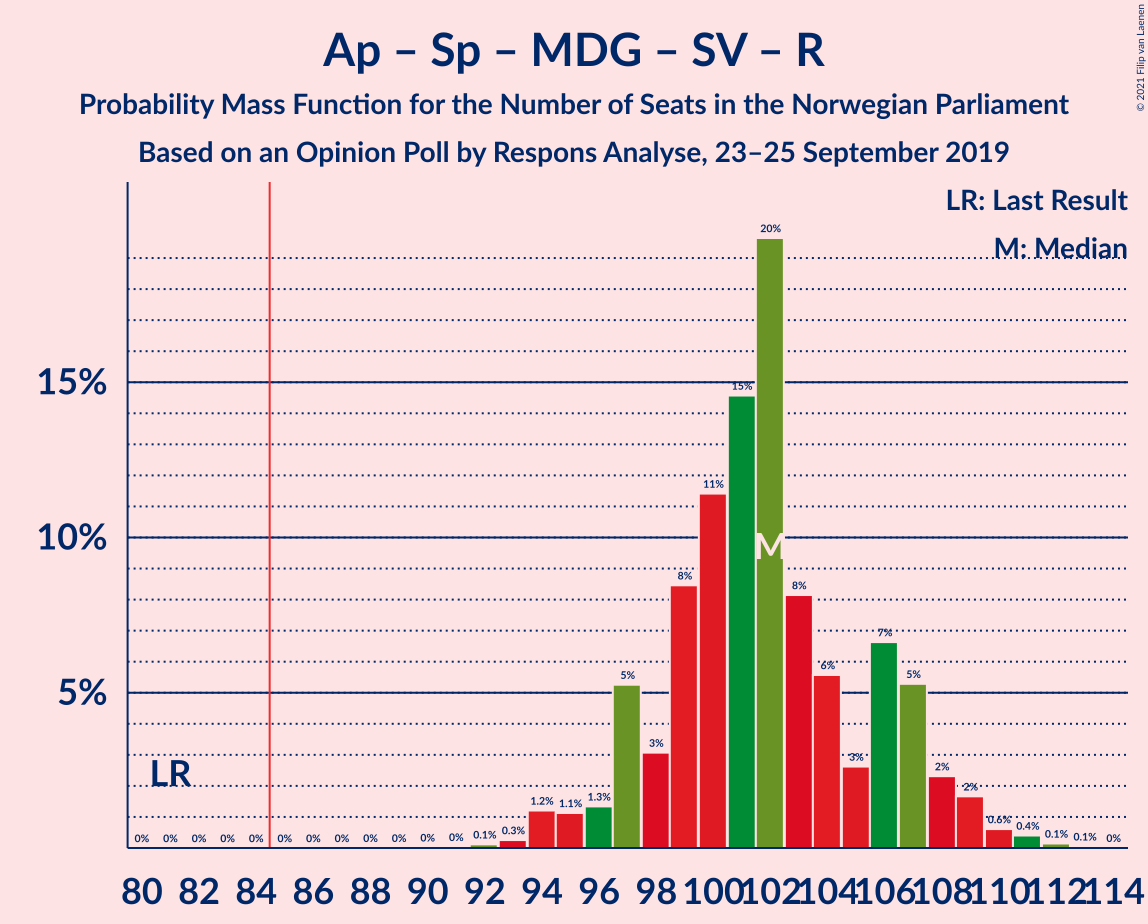 Ap – Sp – MDG – SV – R
Probability Mass Function for the Number of Seats in the Norwegian Parliament
Based on an Opinion Poll by Respons Analyse, 23–25 September 2019
© 2021 Filip van Laenen
LR: Last Result
M: Median
15%
10%
5%
LR
M
0% 0% 0% 0% 0% 0% 0% 0% 0% 0% 0% 0% 0.1% 0.3% 1.2% 1.1% 1.3% 5% 3% 8% 11% 15% 20% 8% 6% 3% 7% 5% 2% 2% 0.6% 0.4% 0.1% 0.1% 0%
80 82 84 86 88 90 92 94 96 98 100 102 104 106 108 110 112 114